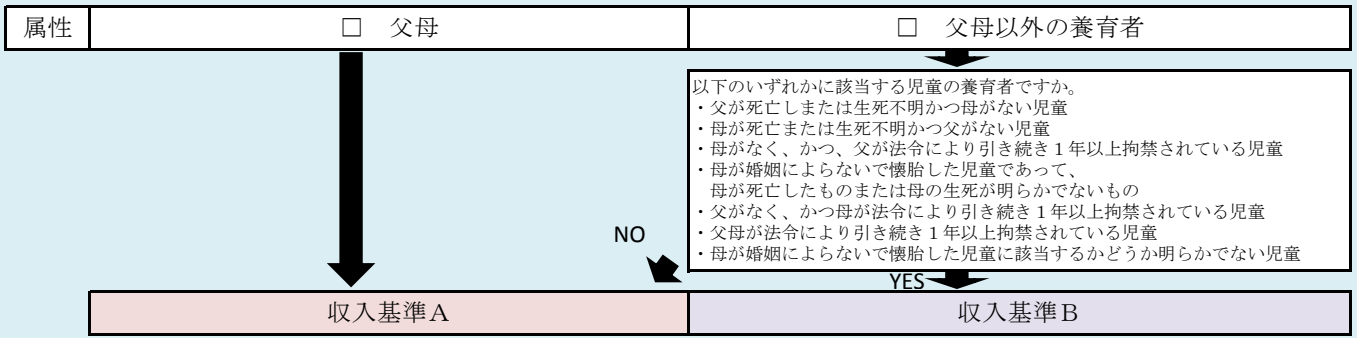 属性
□　父母
□　父母以外の養育者
以下のいずれかに該当する児童の養育者ですか。
・父が死亡しまたは生死不明かつ母がない児童
・母が死亡または生死不明かつ父がない児童
・母がなく、かつ、父が法令により引き続き１年以上拘禁されている児童
・母が婚姻によらないで懐胎した児童であって、
　母が死亡したものまたは母の生死が明らかでないもの
・父がなく、かつ母が法令により引き続き１年以上拘禁されている児童
・父母が法令により引き続き１年以上拘禁されている児童
・母が婚姻によらないで懐胎した児童に該当するかどうか明らかでない児童
NO
YES
収入基準Ａ
収入基準Ｂ